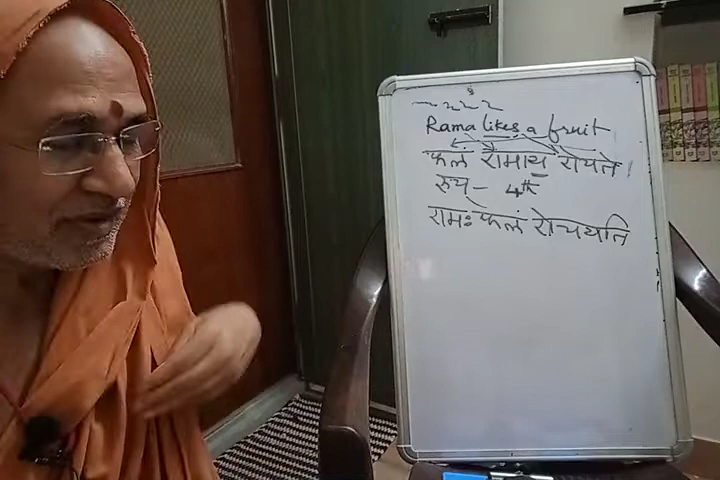 Rama likes a fruit
फलं रामाय रोचते
रुच् - 4th
रामः फलं रोचयति